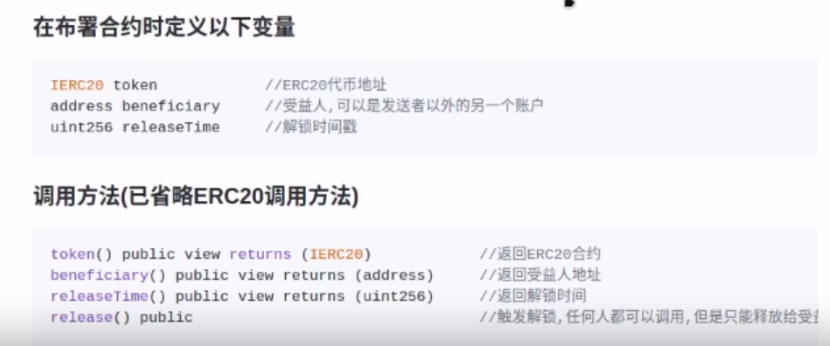 在布署合约时定义以下变量
IERC20 token //ERC20代币地址
address beneficiary //受益人,可以是发送者以外的另一个账户
uint256 releaseTime //解锁时间戳
调用方法(已省略ERC20调用方法)
token() public view returns (IERC20) //返回ERC20合约
beneficiary() public view returns (address) //返回受益人地址
releaseTime() public view returns (uint256) //返回解锁时间
release() public //触发解锁,任何人都可以调用,但是只能释放给受